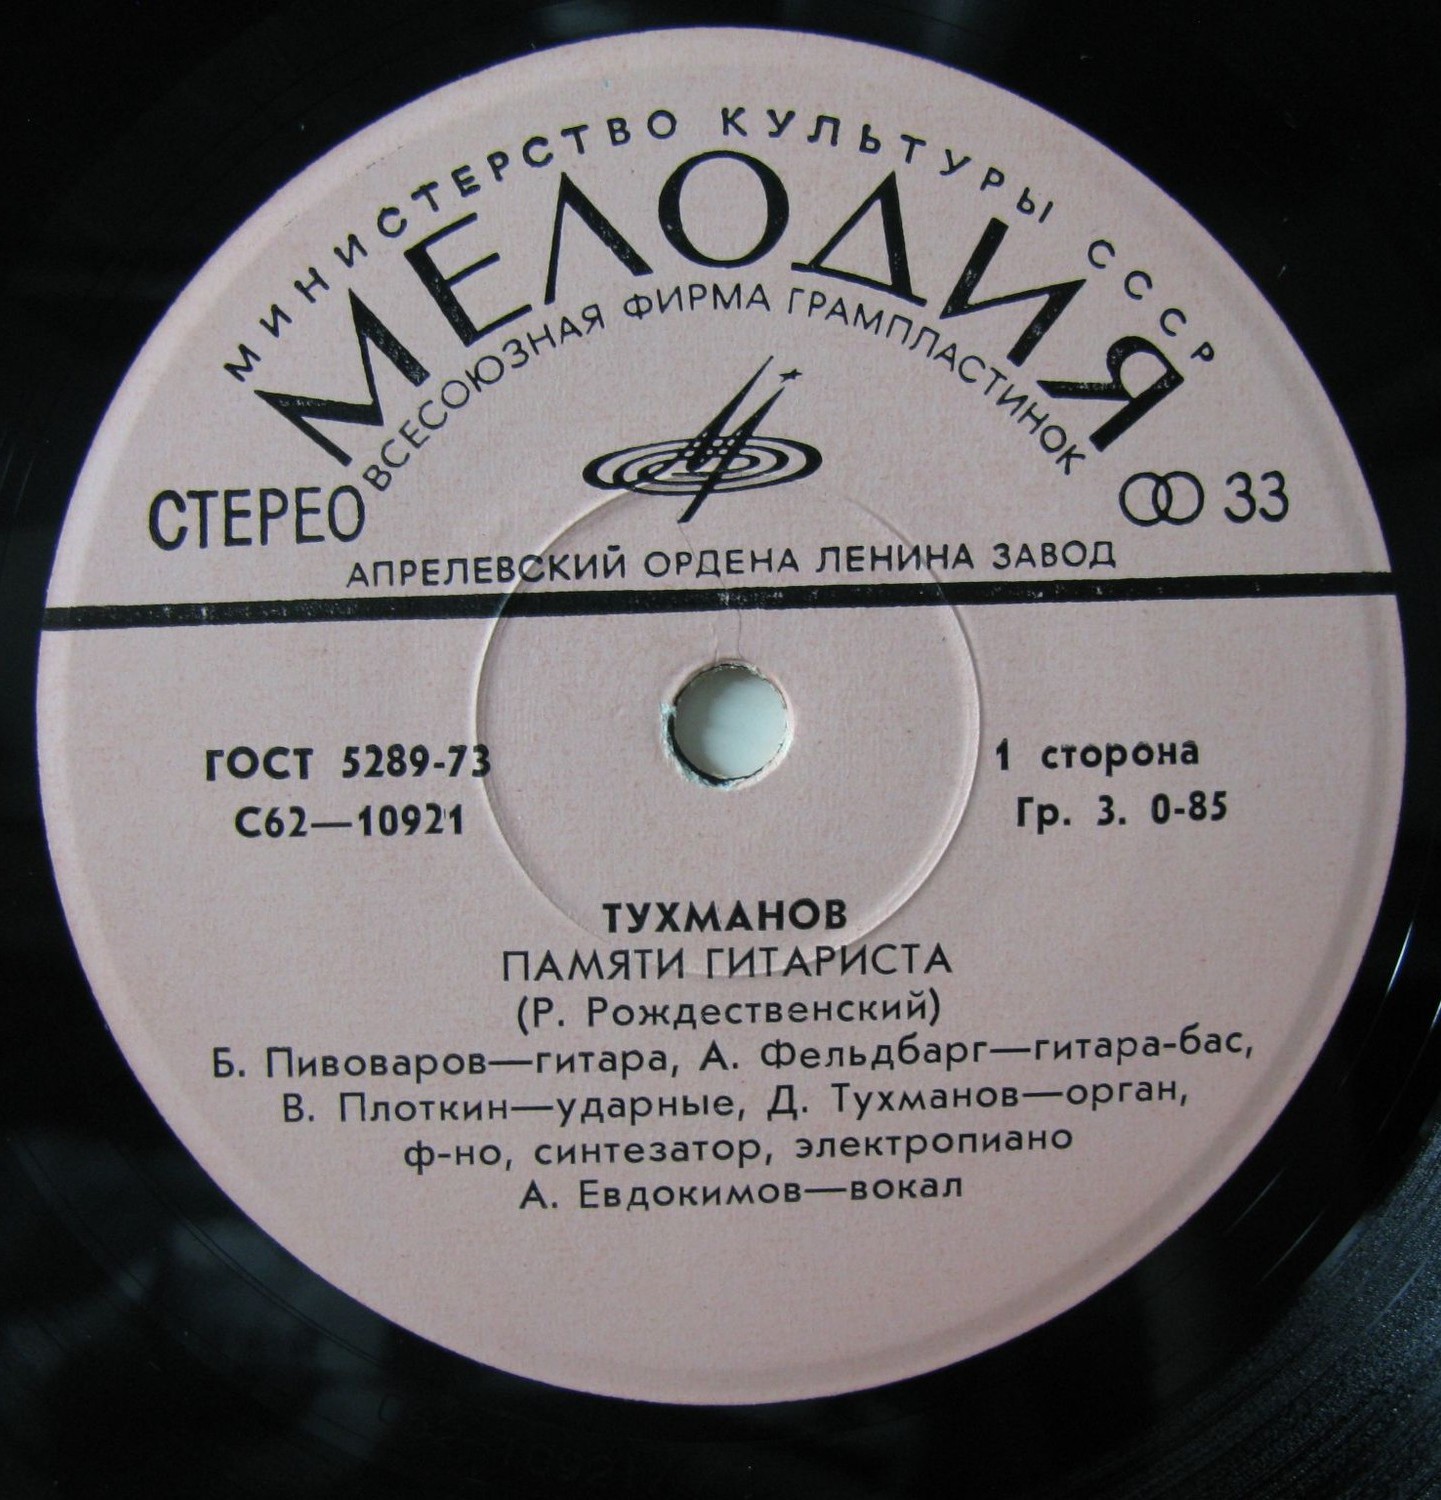 МИНИСТЕРСТВО КУЛЬТУРЫ СССР
МЕЛОДИЯ
ВСЕСОЮЗНАЯ ФИРМА ГРАМПЛАСТИНОК
СТЕРЕО
33
АПРЕЛЕВСКИЙ ОРДЕНА ЛЕНИНА ЗАВОД
ГОСТ 5289-73
С62—10921
1 сторона
Гр. 3. 0-85
ТУХМАНОВ
ПАМЯТИ ГИТАРИСТА
(Р. Рождественский)
Б. Пивоваров—гитара, А. Фельдбарг—гитара-бас,
В. Плоткин—ударные, Д. Тухманов—орган,
ф-но, синтезатор, электропиано
А. Евдокимов—вокал